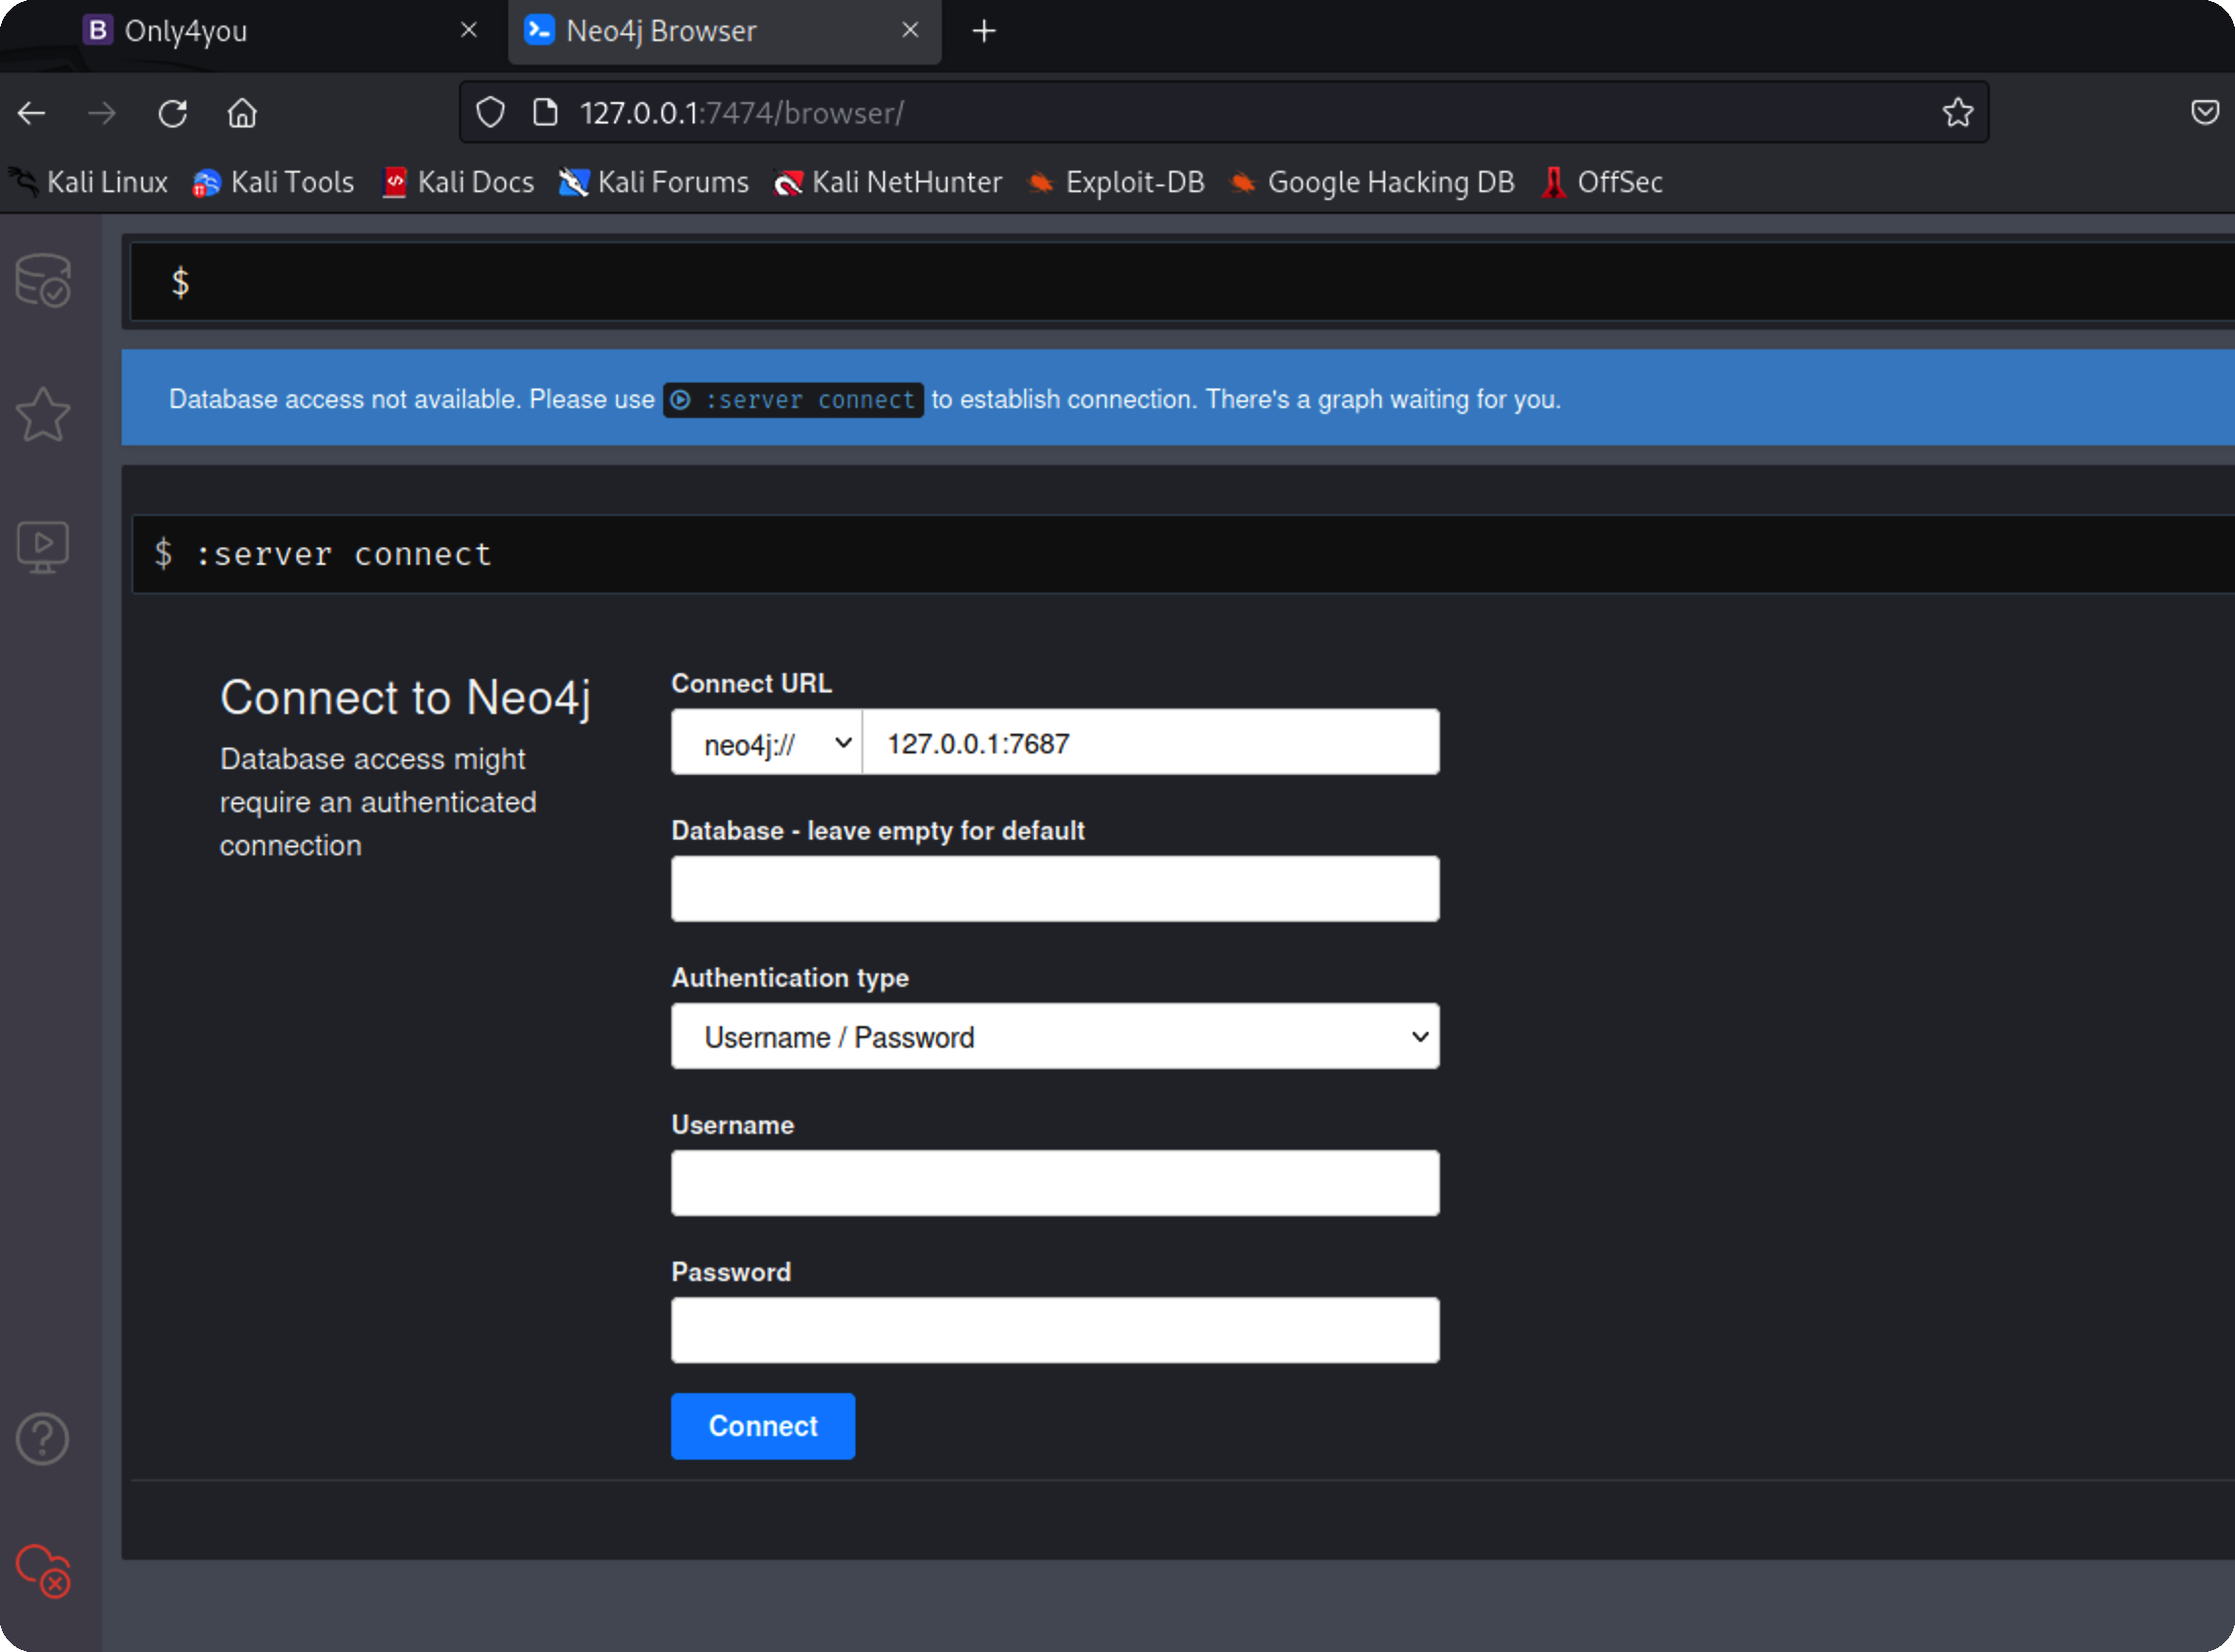 B Only4you
Neo4j Browser
127.0.0.1:7474/browser/
Kali Linux Kali Tools Kali Docs Kali Forums Kali NetHunter Exploit-DB Google Hacking DB OffSec
$
Database access not available. Please use :server connect to establish connection. There's a graph waiting for you.
$ :server connect
Connect to Neo4j
Database access might
require an authenticated
connection
Connect URL
neo4j:// 127.0.0.1:7687
Database - leave empty for default
Authentication type
Username / Password
Username
Password
Connect